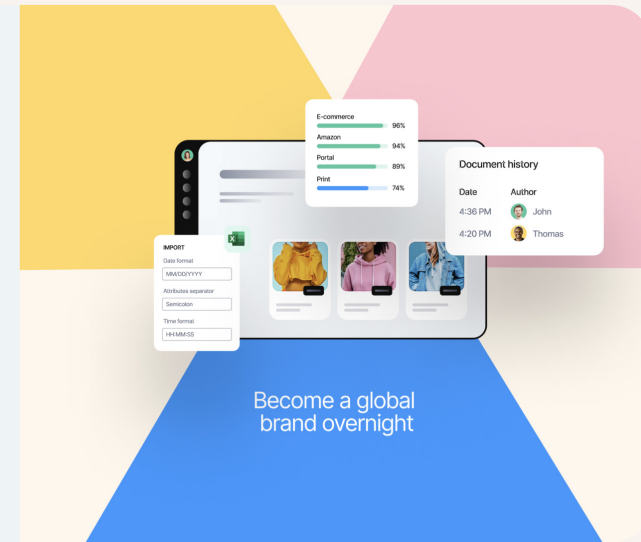 E-commerce
96%
Amazon
94%
Portal
89%
Print
74%
Document history
Date Author
4:36 PM John
4:20 PM Thomas
IMPORT
Date format
MM/DD/YYYY
Attributes separator
Semicolon
Time format
HH:MM:SS
X
Become a global
brand overnight